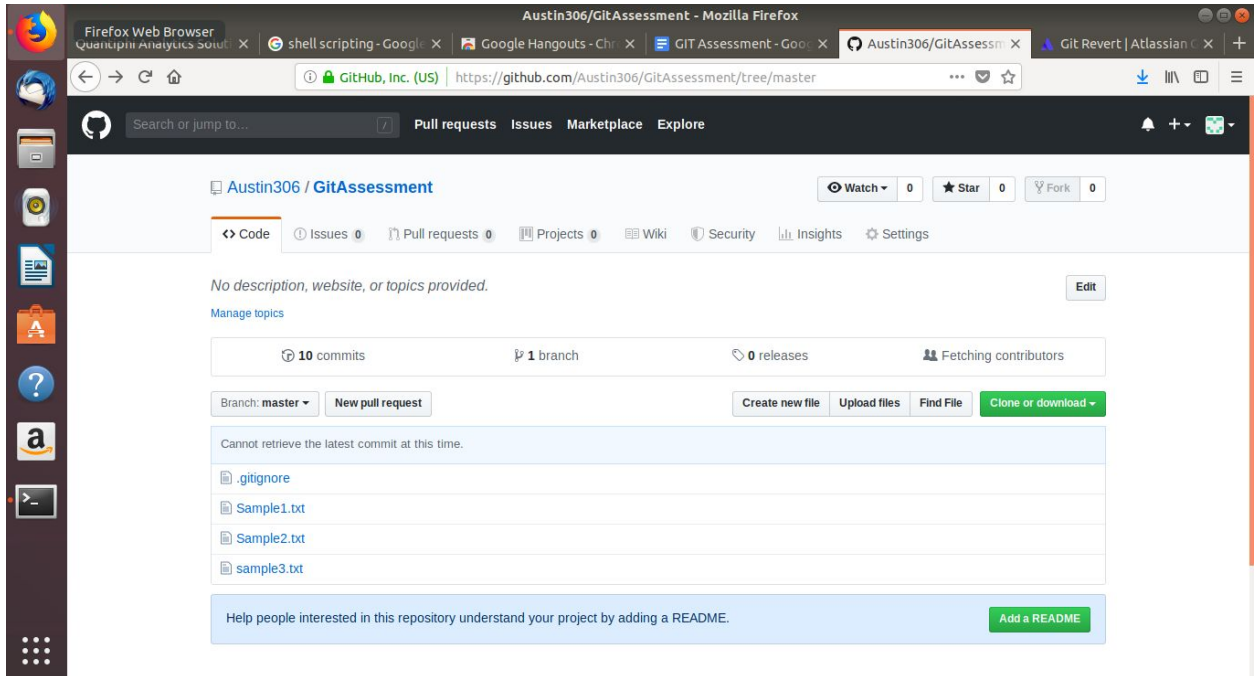 Austin306/GitAssessment - Mozilla Firefox
Firefox Web Browser
Quantiphi Analytics Solut
shell scripting - Google
Google Hangouts - Chr
GIT Assessment - Goog
Austin306/GitAssessm
Git Revert | Atlassian G
GitHub, Inc. (US) https://github.com/Austin306/GitAssessment/tree/master
Search or jump to... / Pull requests Issues Marketplace Explore
Austin306 / GitAssessment
Watch 0 Star 0 Fork 0
Code Issues 0 Pull requests 0 Projects 0 Wiki Security Insights Settings
No description, website, or topics provided. Edit
Manage topics
10 commits 1 branch 0 releases Fetching contributors
Branch: master New pull request Create new file Upload files Find File Clone or download
Cannot retrieve the latest commit at this time.
.gitignore
Sample1.txt
Sample2.txt
sample3.txt
Help people interested in this repository understand your project by adding a README. Add a README